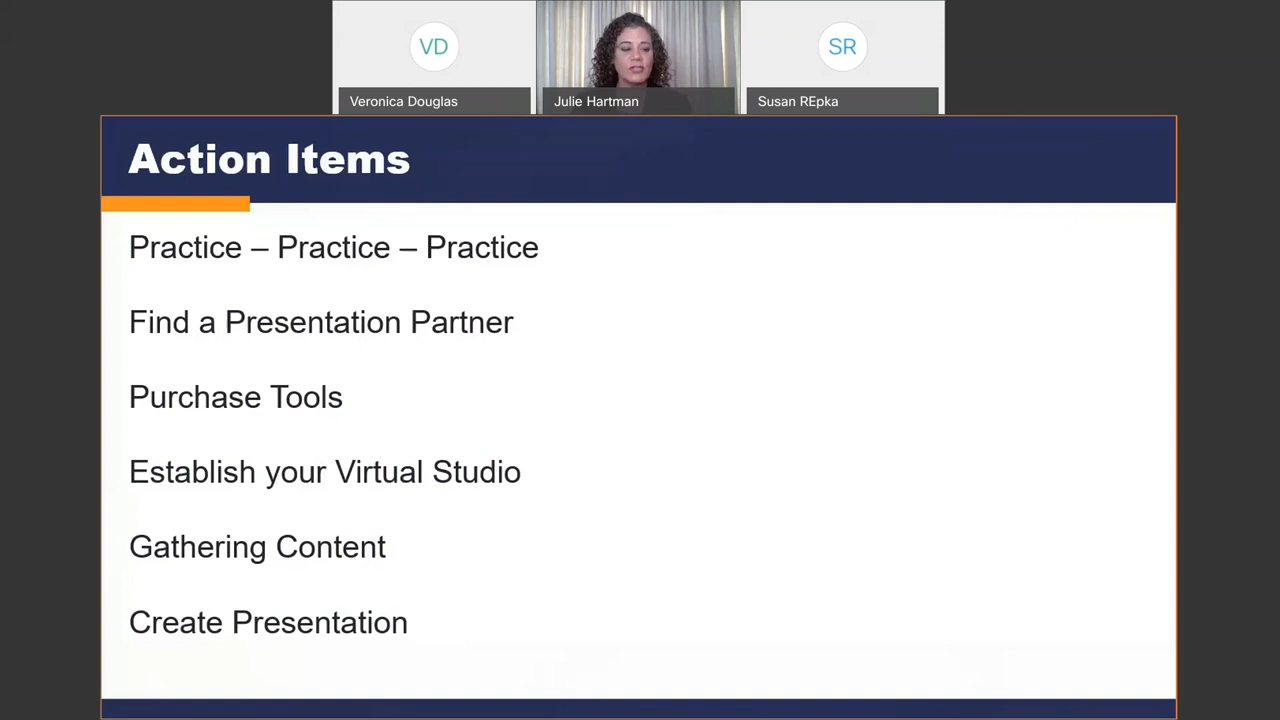 VD
SR
Veronica Douglas
Julie Hartman
Susan REpka
Action Items
Practice – Practice – Practice
Find a Presentation Partner
Purchase Tools
Establish your Virtual Studio
Gathering Content
Create Presentation